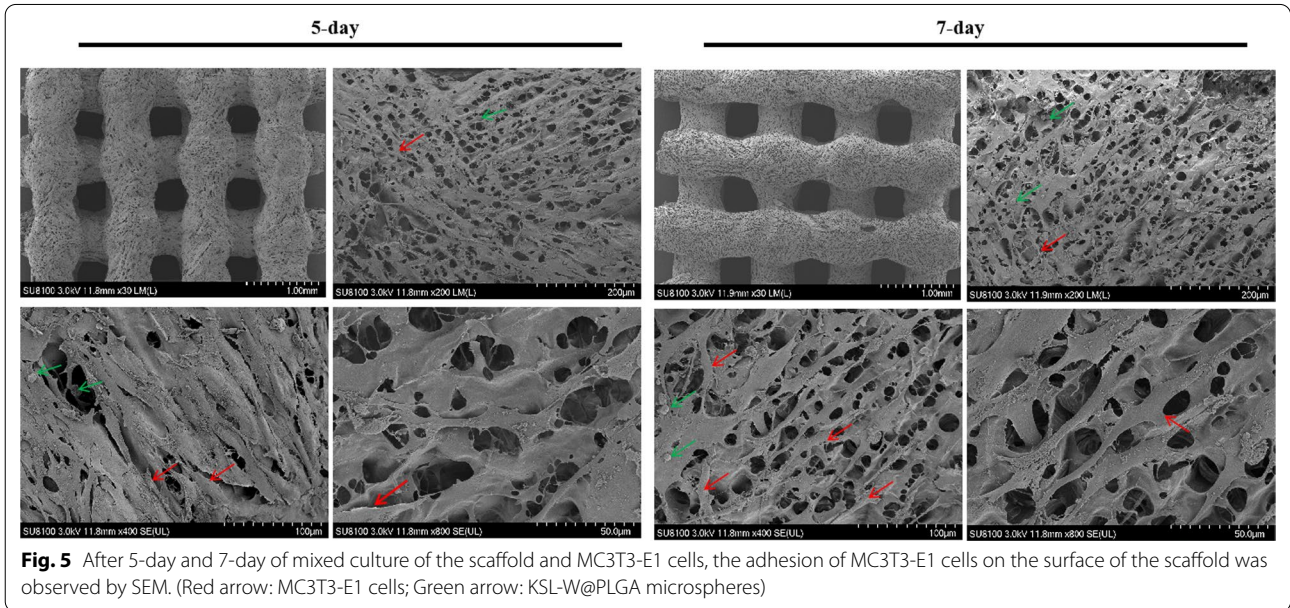 5-day
7-day
SU8100 3.0kV 11.8mm x30 LM(L)
1.00mm
SU8100 3.0kV 11.8mm x200 LM(L)
200μm
SU8100 3.0kV 11.9mm x30 LM(L)
1.00mm
SU8100 3.0kV 11.9mm x200 LM(L)
200μm
SU8100 3.0kV 11.8mm x400 SE(UL)
100μm
SU8100 3.0kV 11.8mm x800 SE(UL)
50.0μm
SU8100 3.0kV 11.8mm x400 SE(UL)
100μm
SU8100 3.0kV 11.8mm x800 SE(UL)
50.0μm
Fig. 5 After 5-day and 7-day of mixed culture of the scaffold and MC3T3-E1 cells, the adhesion of MC3T3-E1 cells on the surface of the scaffold was
observed by SEM. (Red arrow: MC3T3-E1 cells; Green arrow: KSL-W@PLGA microspheres)